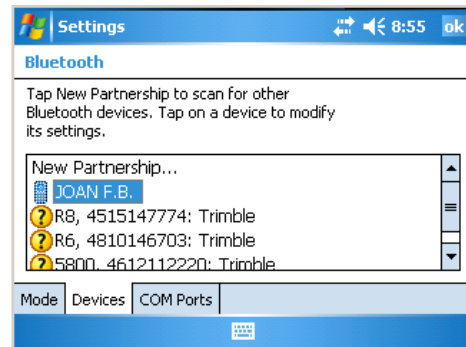 Settings 8:55 ok
Bluetooth
Tap New Partnership to scan for other
Bluetooth devices. Tap on a device to modify
its settings.
New Partnership...
JOAN F.B.
R8, 4515147774: Trimble
R6, 4810146703: Trimble
5800, 4612112220: Trimble
Mode Devices COM Ports